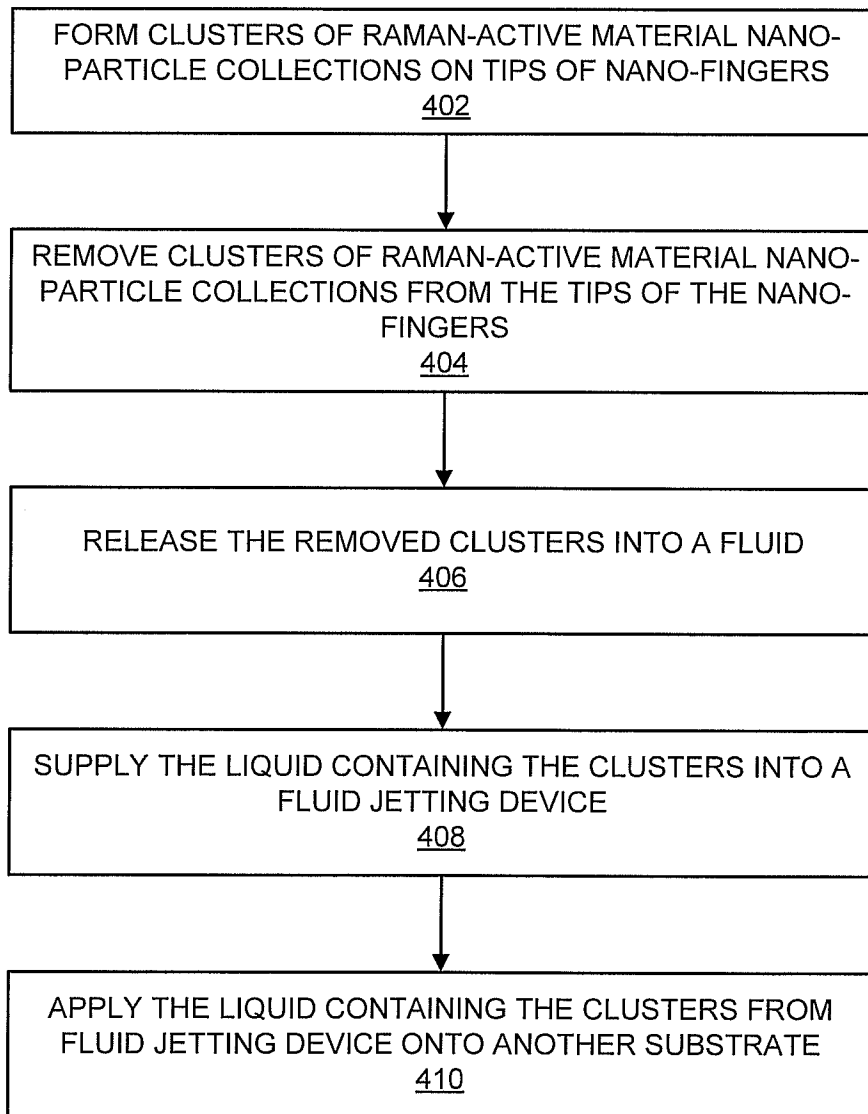 FORM CLUSTERS OF RAMAN-ACTIVE MATERIAL NANO-
PARTICLE COLLECTIONS ON TIPS OF NANO-FINGERS
402
REMOVE CLUSTERS OF RAMAN-ACTIVE MATERIAL NANO-
PARTICLE COLLECTIONS FROM THE TIPS OF THE NANO-
FINGERS
404
RELEASE THE REMOVED CLUSTERS INTO A FLUID
406
SUPPLY THE LIQUID CONTAINING THE CLUSTERS INTO A
FLUID JETTING DEVICE
408
APPLY THE LIQUID CONTAINING THE CLUSTERS FROM
FLUID JETTING DEVICE ONTO ANOTHER SUBSTRATE
410